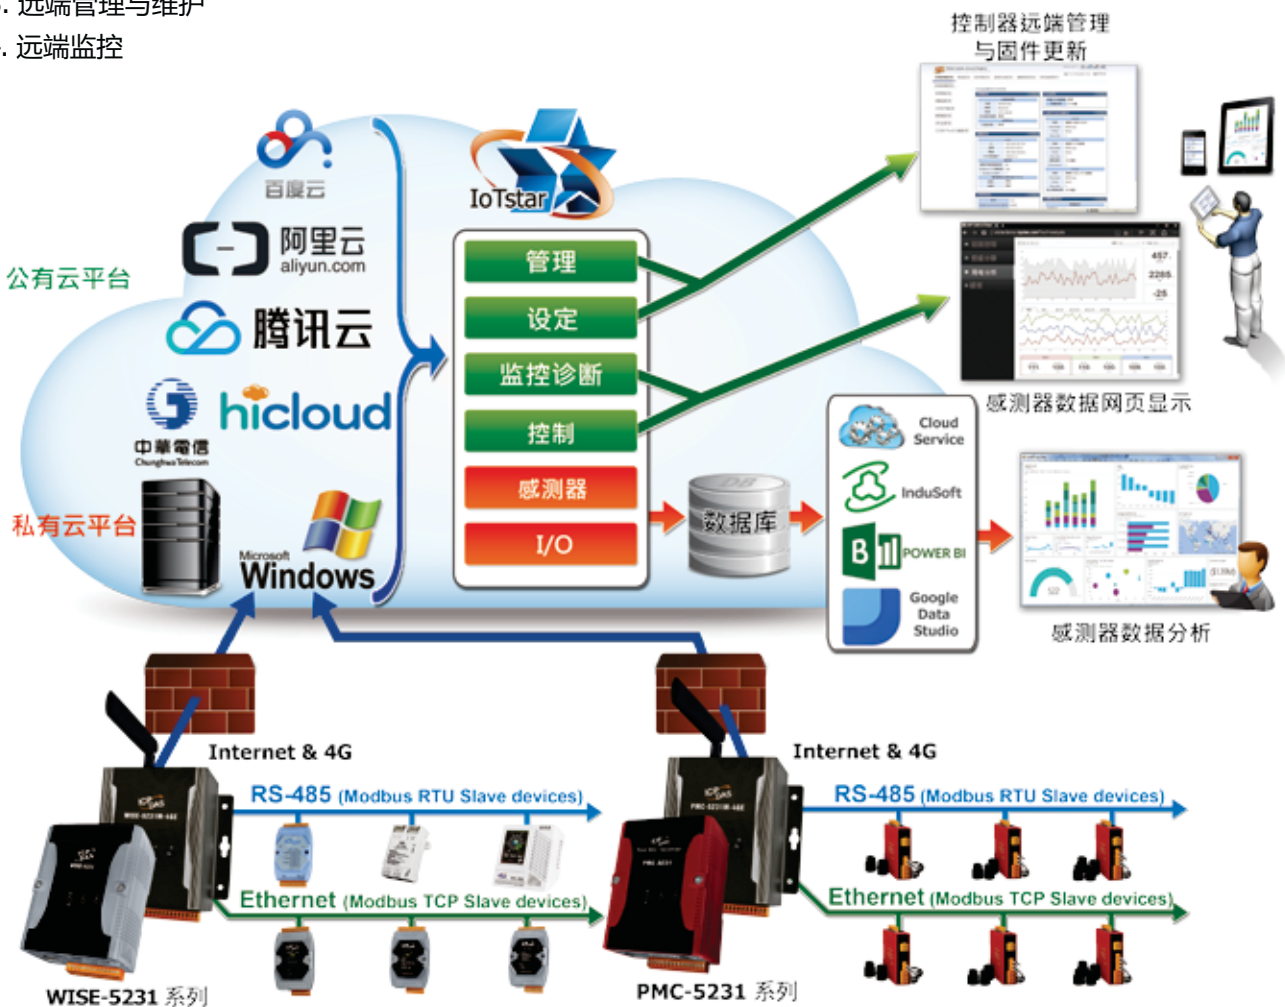 . 远端管理与维护
. 远端监控
控制器远端管理
与固件更新
百度云
阿里云
aliyun.com
公有云平台
腾讯云
中華電信
Chunghwa Telecom
hicloud
私有云平台
Microsoft
Windows
IoTstar
管理
设定
监控诊断
控制
感测器
I/O
DB
数据库
457.
2285.
-25
感测器数据网页显示
Cloud
Service
InduSoft
POWER BI
Google
Data
Studio
感测器数据分析
Internet & 4G
RS-485 (Modbus RTU Slave devices)
Ethernet (Modbus TCP Slave devices)
WISE-5231 系列
Internet & 4G
RS-485 (Modbus RTU Slave devices)
Ethernet (Modbus TCP Slave devices)
PMC-5231 系列